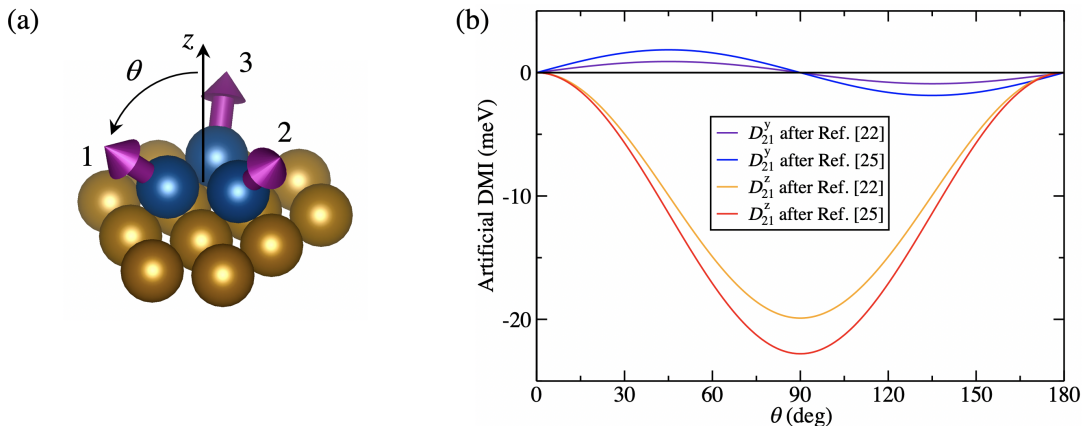 (a)
z
θ
3
1
2
(b)
Artificial DMI (meV)
0
-10
-20
D₂₁ʸ after Ref. [22]
D₂₁ʸ after Ref. [25]
D₂₁ᶻ after Ref. [22]
D₂₁ᶻ after Ref. [25]
0 30 60 90 120 150 180
θ (deg)